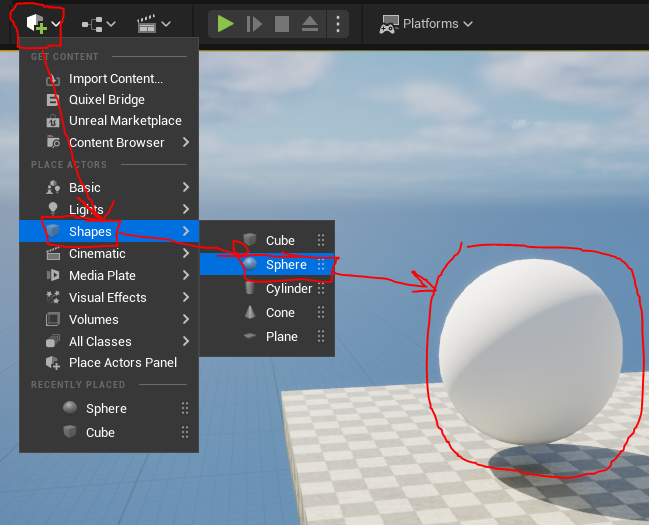 Platforms
GET CONTENT
Import Content...
Quixel Bridge
Unreal Marketplace
Content Browser
PLACE ACTORS
Basic
Lights
Shapes
Cinematic
Media Plate
Visual Effects
Volumes
All Classes
Place Actors Panel
RECENTLY PLACED
Sphere
Cube
Cube
Sphere
Cylinder
Cone
Plane